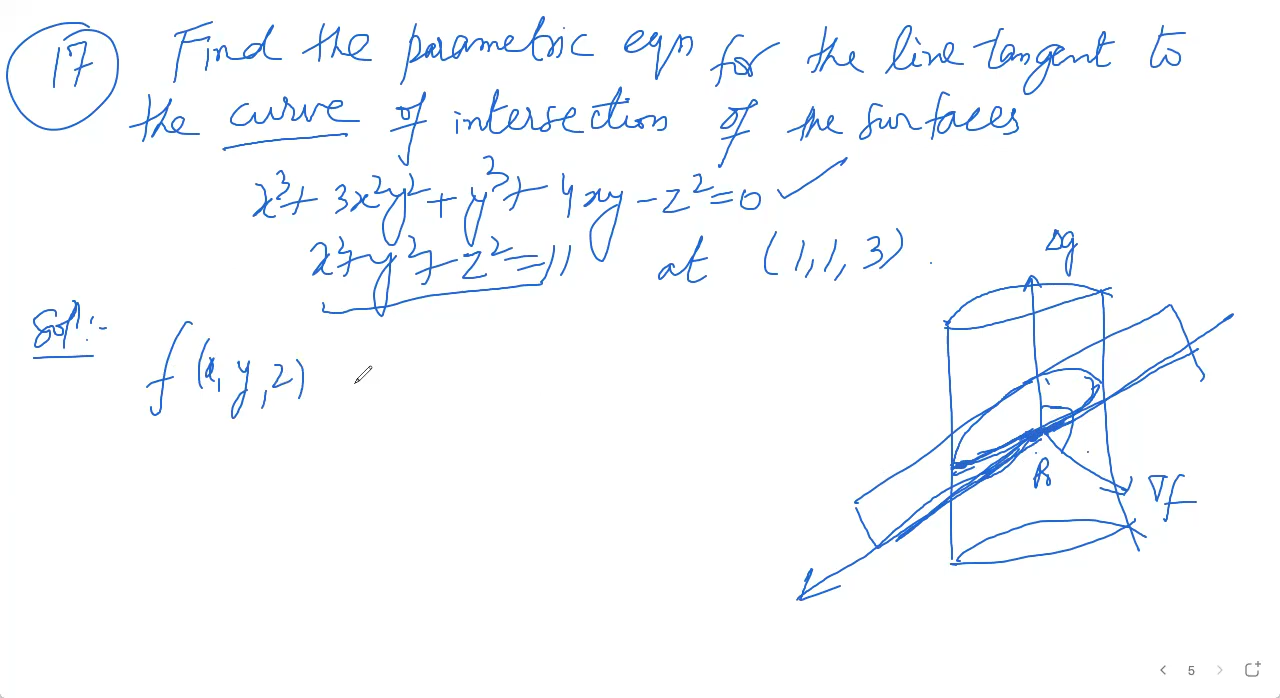 17 Find the parametric eqn for the line tangent to
the curve of intersection of the surfaces
x³ + 3x²y² + y³ + 4xy - z² = 0 ✓
x² + y² + z² = 11 at (1, 1, 3).
Sol:-
f(x, y, z)
Δg
P₀
∇f
< 5 >